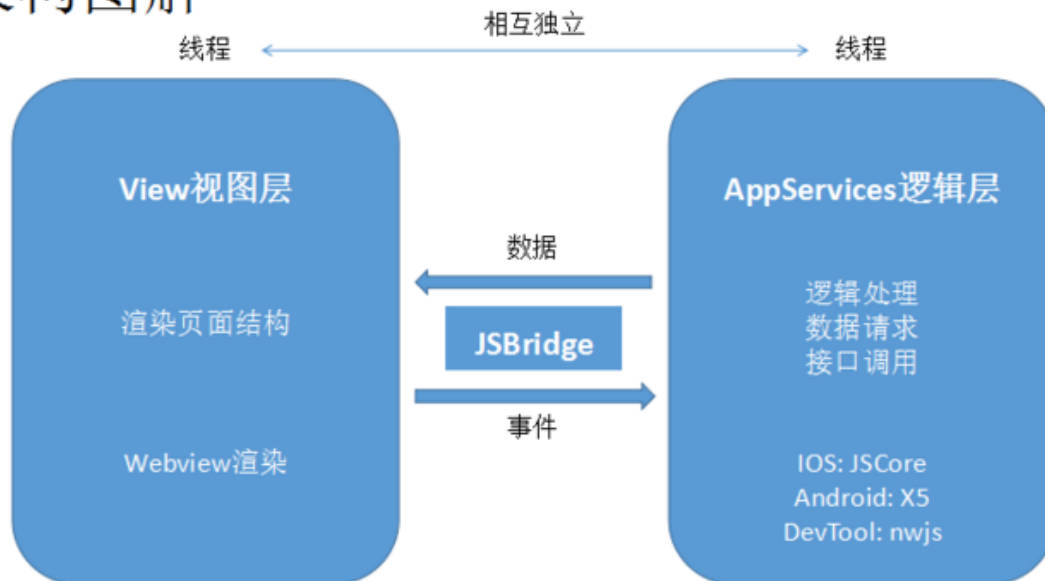 构图解
相互独立
线程
线程
View视图层
AppServices逻辑层
数据
渲染页面结构
逻辑处理
数据请求
接口调用
JSBridge
事件
Webview渲染
IOS: JSCore
Android: X5
DevTool: nwjs